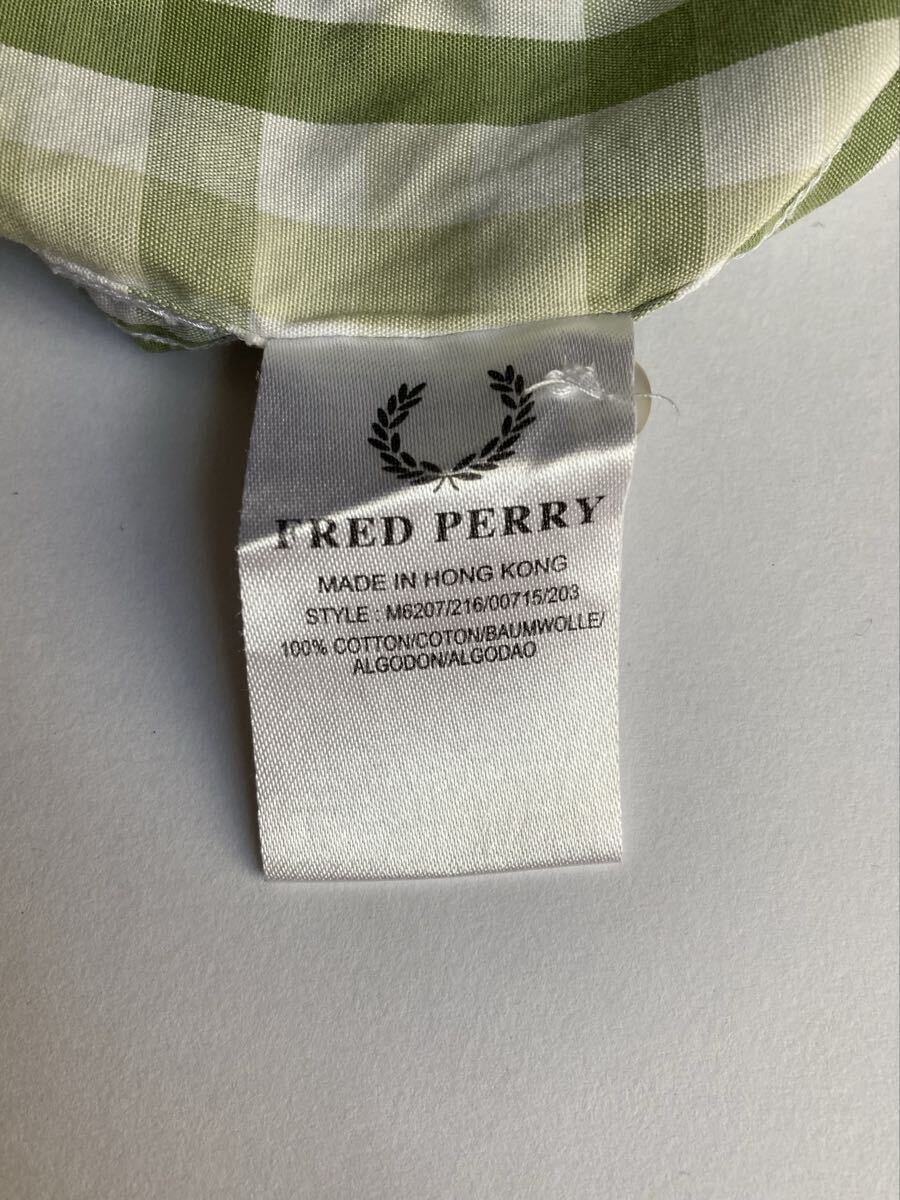 FRED PERRY
MADE IN HONG KONG
STYLE : M6207/216/00715/203
100% COTTON/COTON/BAUMWOLLE/
ALGODON/ALGODAO